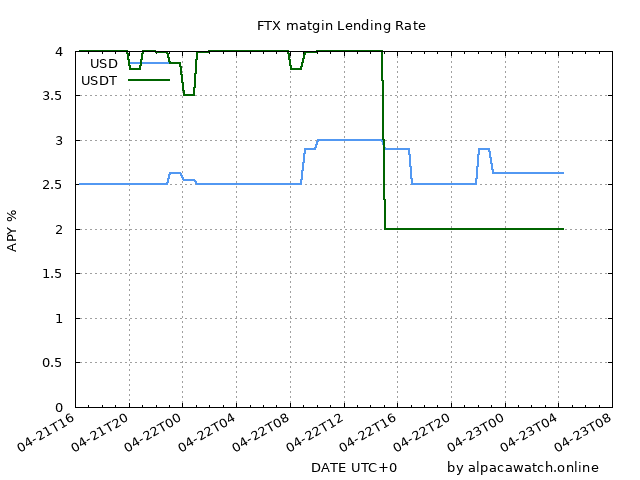 FTX matgin Lending Rate
4
USD
USDT
3.5
3
2.5
2
1.5
1
0.5
0
APY %
04-21T16
04-21T20
04-22T00
04-22T04
04-22T08
04-22T12
04-22T16
04-22T20
04-23T00
04-23T04
04-23T08
DATE UTC+0
by alpacawatch.online